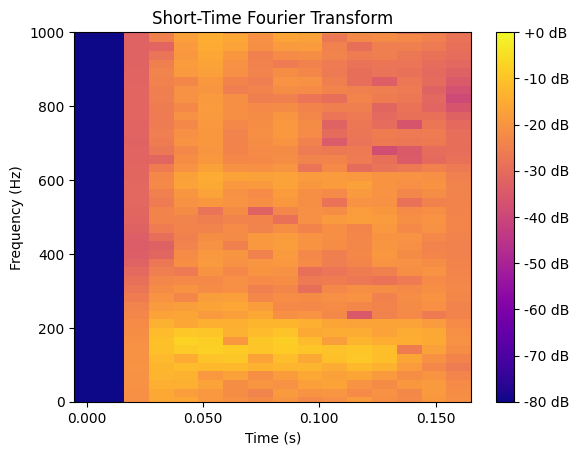 Short-Time Fourier Transform
Frequency (Hz)
1000
800
600
400
200
0
0.000
0.050
0.100
0.150
Time (s)
+0 dB
-10 dB
-20 dB
-30 dB
-40 dB
-50 dB
-60 dB
-70 dB
-80 dB